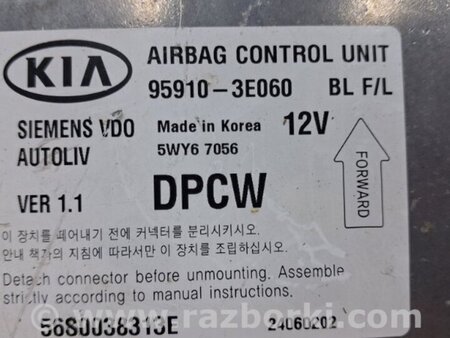 KIA
AIRBAG CONTROL UNIT
95910-3E060 BL F/L
SIEMENS VDO Made in Korea 12V
AUTOLIV 5WY6 7056
VER 1.1 DPCW
FORWARD
이 장치를 떼어내기 전에 커넥터를 분리시키시오.
안내 책자의 지침에 따라서만 이 장치를 조립하십시오.
Detach connector before unmounting. Assemble
strictly according to manual instructions.
56S0038313E 24060202
www.razborki.com